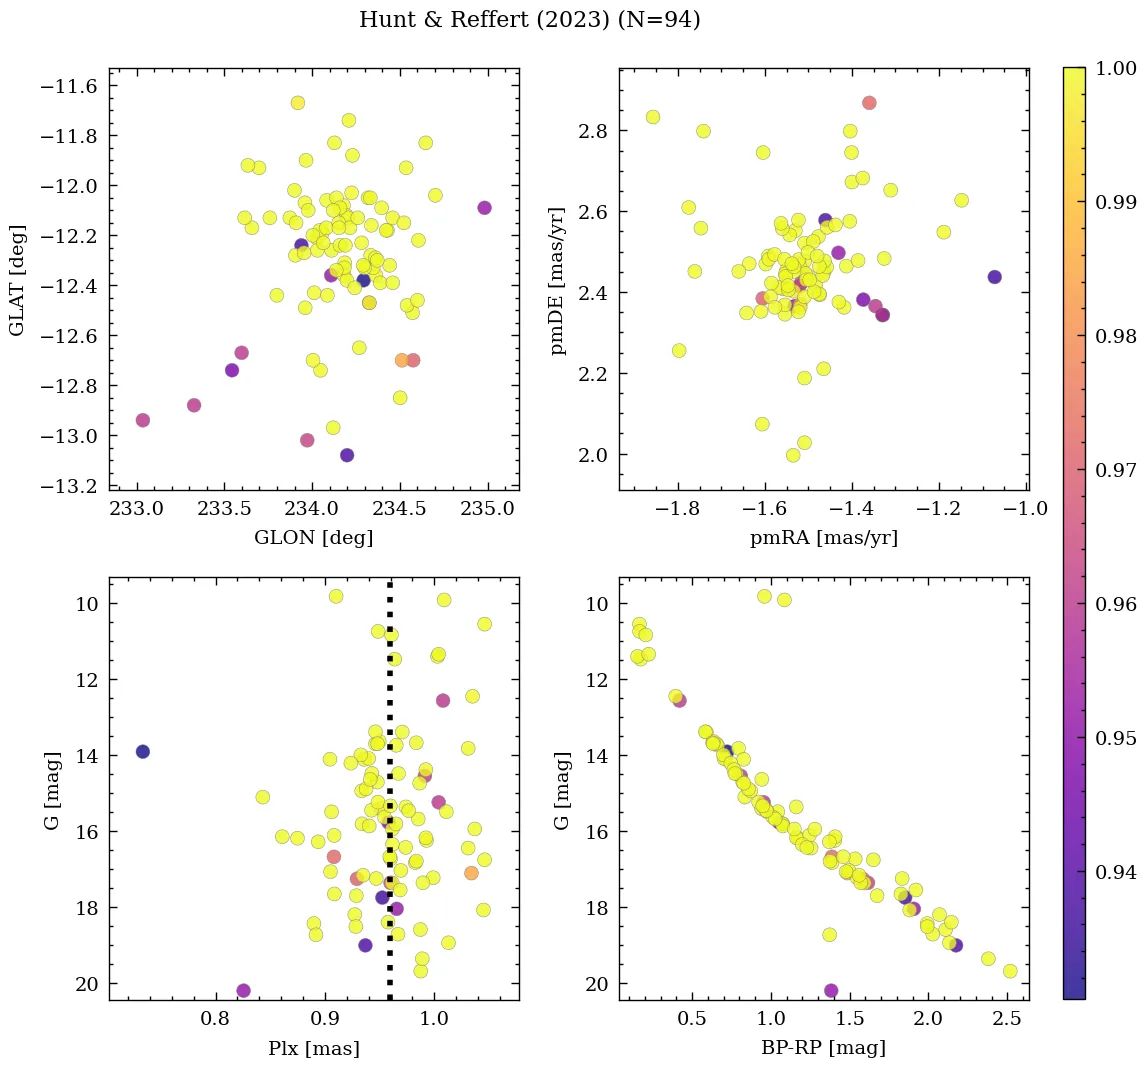 Hunt & Reffert (2023) (N=94)
−11.6
−11.8
−12.0
−12.2
−12.4
−12.6
−12.8
−13.0
−13.2
GLAT [deg]
233.0 233.5 234.0 234.5 235.0
GLON [deg]
2.8
2.6
2.4
2.2
2.0
pmDE [mas/yr]
−1.8 −1.6 −1.4 −1.2 −1.0
pmRA [mas/yr]
1.00
0.99
0.98
0.97
0.96
0.95
0.94
10
12
14
16
18
20
G [mag]
0.8 0.9 1.0
Plx [mas]
10
12
14
16
18
20
G [mag]
0.5 1.0 1.5 2.0 2.5
BP-RP [mag]